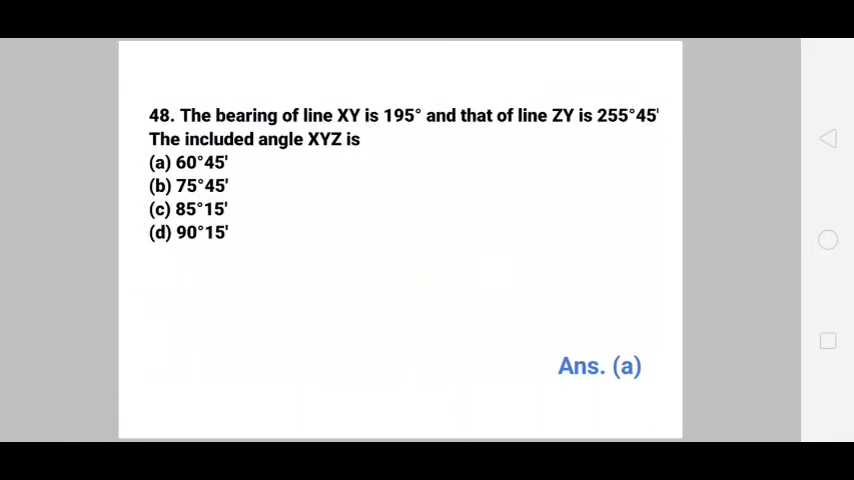 48. The bearing of line XY is 195° and that of line ZY is 255°45'
The included angle XYZ is
(a) 60°45'
(b) 75°45'
(c) 85°15'
(d) 90°15'
Ans. (a)